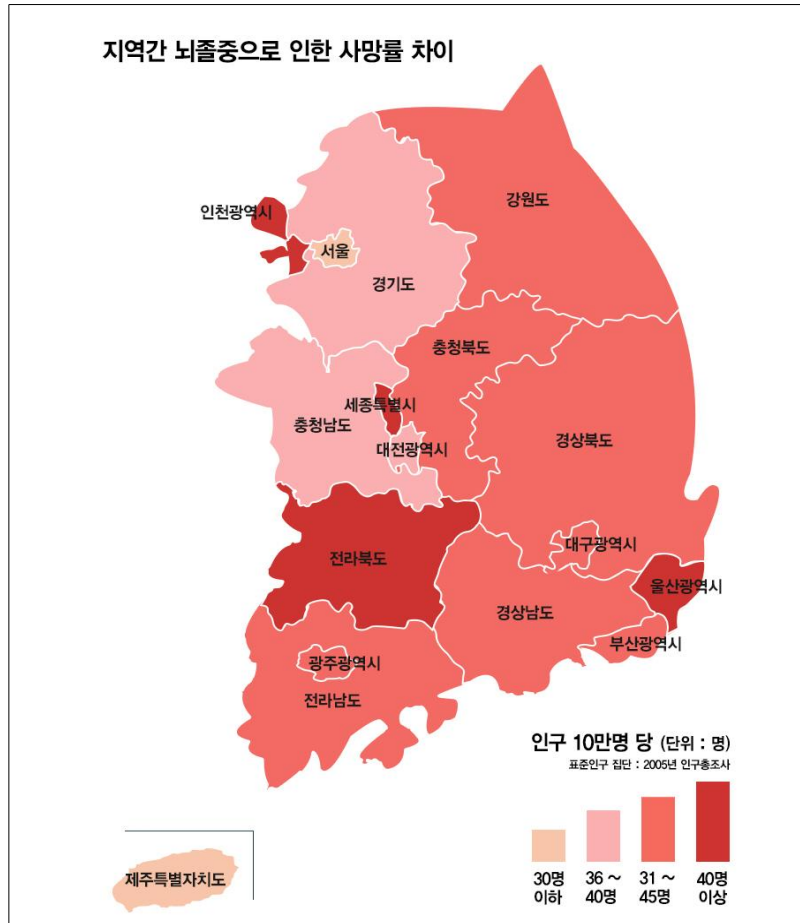 지역간 뇌졸중으로 인한 사망률 차이
강원도
인천광역시
서울
경기도
충청북도
세종특별시
충청남도
대전광역시
경상북도
대구광역시
전라북도
울산광역시
경상남도
부산광역시
광주광역시
전라남도
인구 10만명 당 (단위 : 명)
표준인구 집단 : 2005년 인구총조사
30명
이하
36 ~
40명
31 ~
45명
40명
이상
제주특별자치도